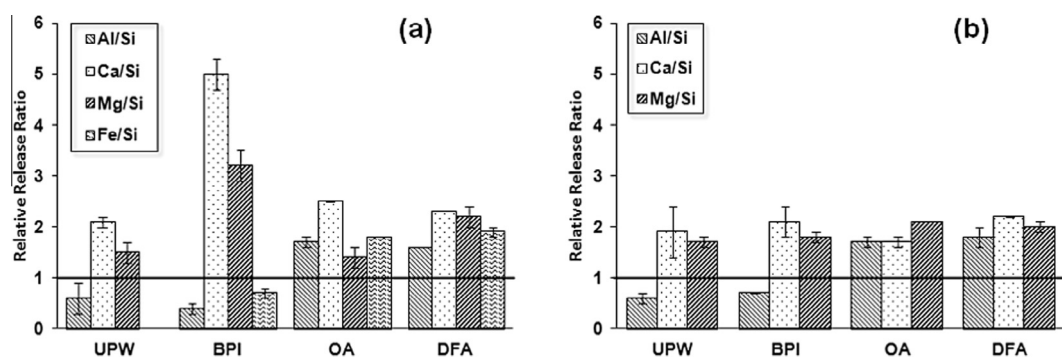 (a)
Relative Release Ratio
6
5
4
3
2
1
0
Al/Si
Ca/Si
Mg/Si
Fe/Si
UPW BPI OA DFA
(b)
Relative Release Ratio
6
5
4
3
2
1
0
Al/Si
Ca/Si
Mg/Si
UPW BPI OA DFA